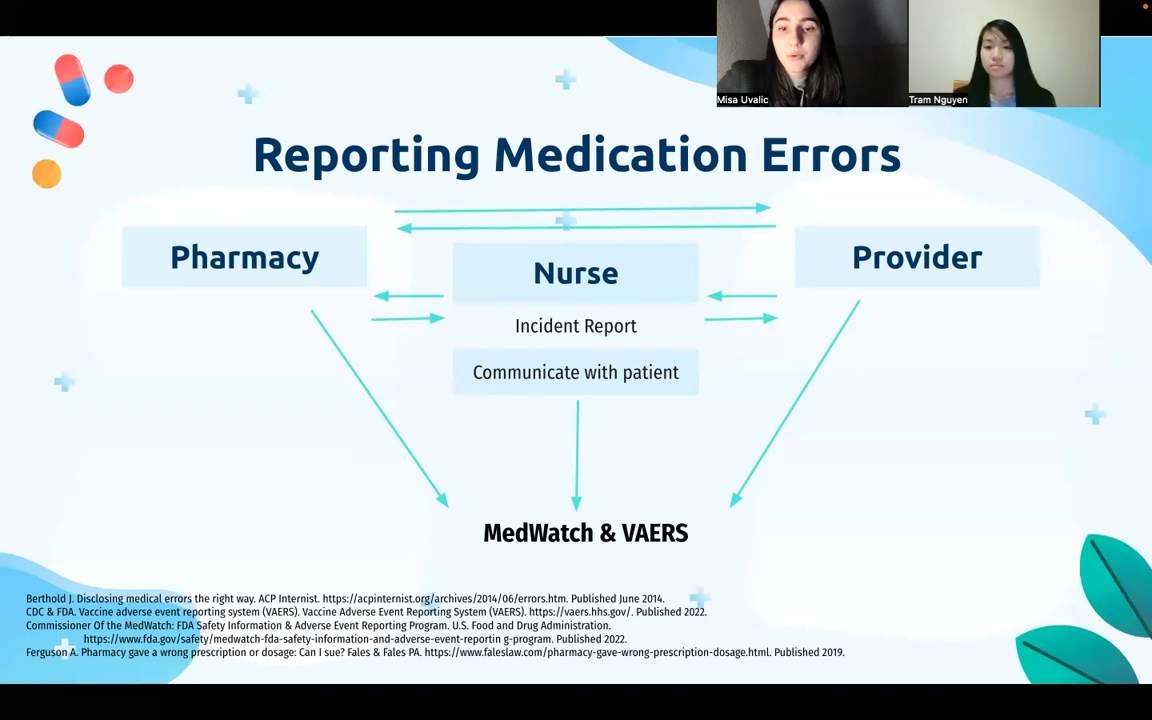 Misa Uvalic
Tram Nguyen
Reporting Medication Errors
Pharmacy
Nurse
Provider
Incident Report
Communicate with patient
MedWatch & VAERS
Berthold J. Disclosing medical errors the right way. ACP Internist. https://acpinternist.org/archives/2014/06/errors.htm. Published June 2014.
CDC & FDA. Vaccine adverse event reporting system (VAERS). Vaccine Adverse Event Reporting System (VAERS). https://vaers.hhs.gov/. Published 2022.
Commissioner Of the MedWatch: FDA Safety Information & Adverse Event Reporting Program. U.S. Food and Drug Administration.
https://www.fda.gov/safety/medwatch-fda-safety-information-and-adverse-event-reportin g-program. Published 2022.
Ferguson A. Pharmacy gave a wrong prescription or dosage: Can I sue? Fales & Fales PA. https://www.faleslaw.com/pharmacy-gave-wrong-prescription-dosage.html. Published 2019.